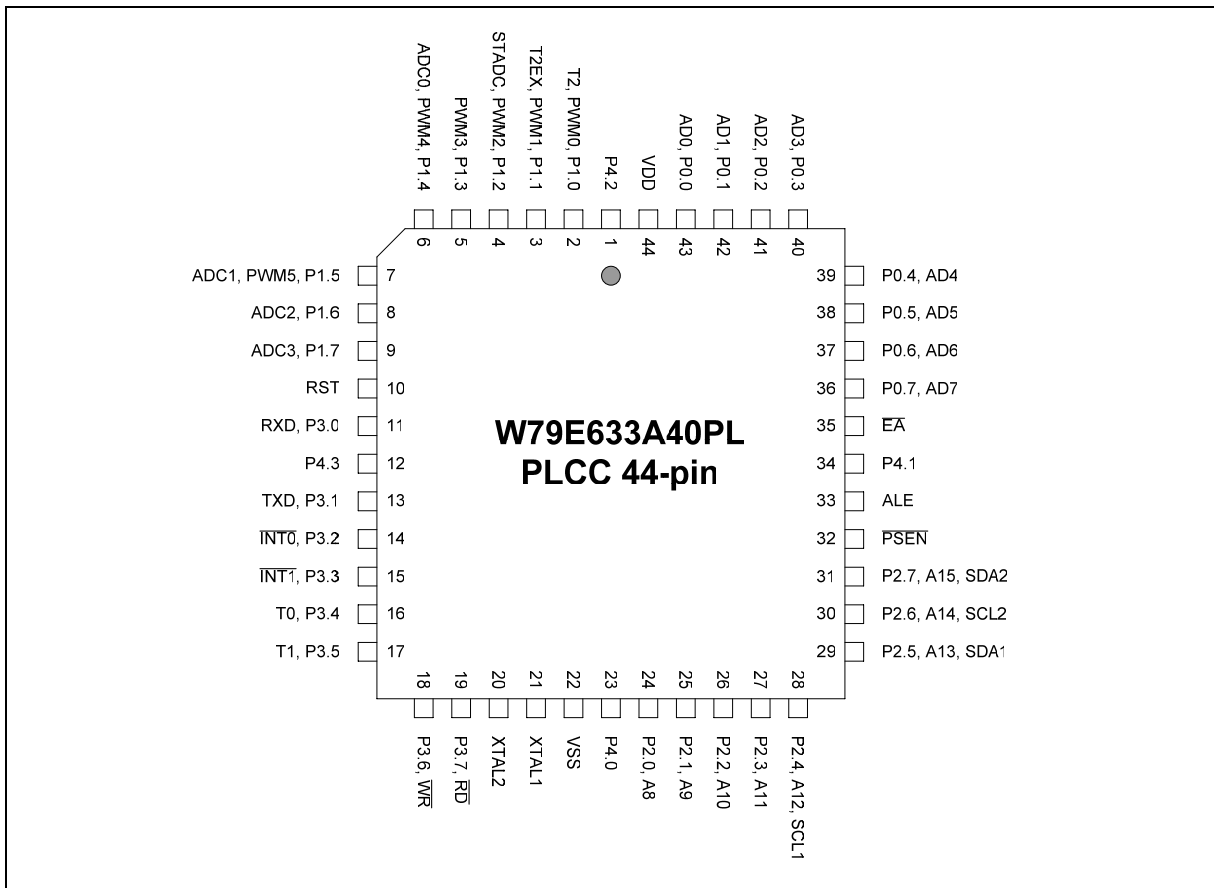 ADC0, PWM4, P1.4
PWM3, P1.3
STADC, PWM2, P1.2
T2EX, PWM1, P1.1
T2, PWM0, P1.0
P4.2
VDD
AD0, P0.0
AD1, P0.1
AD2, P0.2
AD3, P0.3
6
5
4
3
2
1
44
43
42
41
40
ADC1, PWM5, P1.5
7
39
P0.4, AD4
ADC2, P1.6
8
38
P0.5, AD5
ADC3, P1.7
9
37
P0.6, AD6
RST
10
36
P0.7, AD7
RXD, P3.0
11
35
E̅A̅
P4.3
12
34
P4.1
TXD, P3.1
13
33
ALE
I̅N̅T̅0̅, P3.2
14
32
P̅S̅E̅N̅
I̅N̅T̅1̅, P3.3
15
31
P2.7, A15, SDA2
T0, P3.4
16
30
P2.6, A14, SCL2
T1, P3.5
17
29
P2.5, A13, SDA1
W79E633A40PL
PLCC 44-pin
18
19
20
21
22
23
24
25
26
27
28
P3.6, W̅R̅
P3.7, R̅D̅
XTAL2
XTAL1
VSS
P4.0
P2.0, A8
P2.1, A9
P2.2, A10
P2.3, A11
P2.4, A12, SCL1